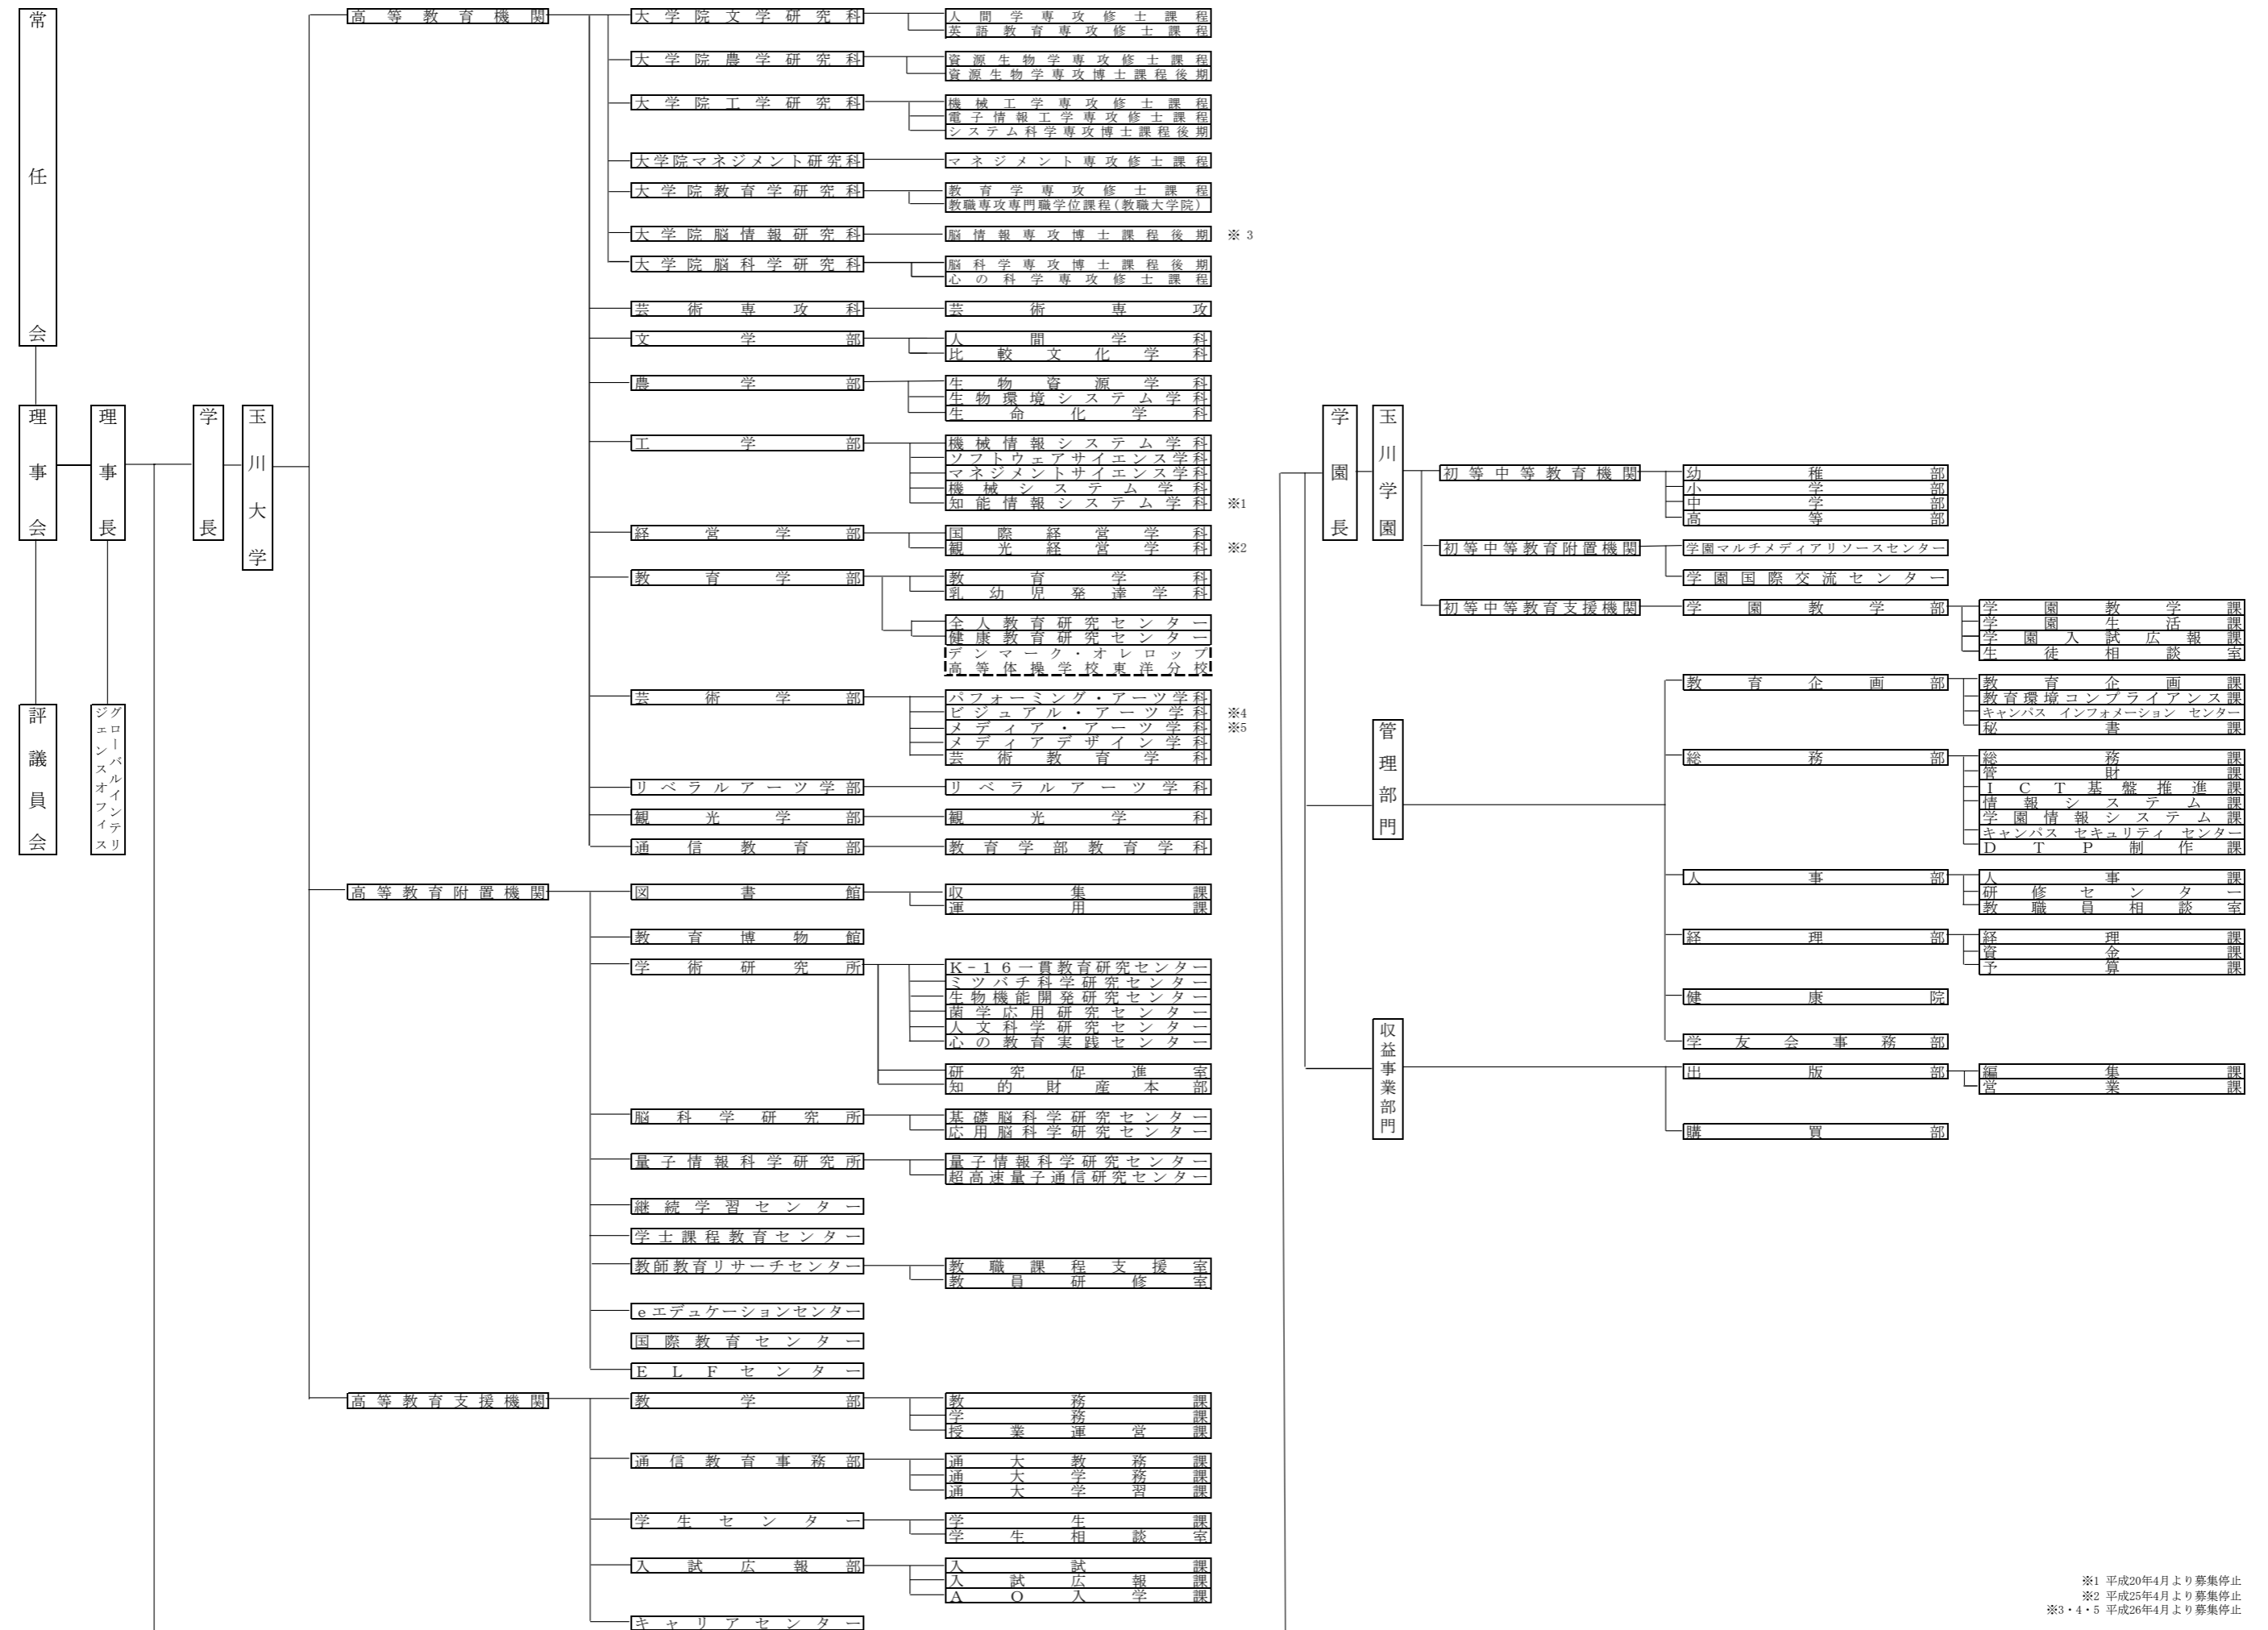 常任会
理事会
評議員会
理事長
グローバルインテリ
ジェンスオフィス
学長
玉川大学
高等教育機関
大学院文学研究科
人間学専攻修士課程
英語教育専攻修士課程
大学院農学研究科
資源生物学専攻修士課程
資源生物学専攻博士課程後期
大学院工学研究科
機械工学専攻修士課程
電子情報工学専攻修士課程
システム科学専攻博士課程後期
大学院マネジメント研究科
マネジメント専攻修士課程
大学院教育学研究科
教育学専攻修士課程
教職専攻専門職学位課程(教職大学院)
大学院脳情報研究科
脳情報専攻博士課程後期 ※ 3
大学院脳科学研究科
脳科学専攻博士課程後期
心の科学専攻修士課程
芸術専攻科
芸術専攻
文学部
人間学科
比較文化学科
農学部
生物資源学科
生物環境システム学科
生命化学科
工学部
機械情報システム学科
ソフトウェアサイエンス学科
マネジメントサイエンス学科
機械システム学科
知能情報システム学科 ※1
経営学部
国際経営学科
観光経営学科 ※2
教育学部
教育学科
乳幼児発達学科
全人教育研究センター
健康教育研究センター
デンマーク・オレロップ
高等体操学校東洋分校
芸術学部
パフォーミング・アーツ学科
ビジュアル・アーツ学科 ※4
メディア・アーツ学科 ※5
メディアデザイン学科
芸術教育学科
リベラルアーツ学部
リベラルアーツ学科
観光学部
観光学科
通信教育部
教育学部教育学科
高等教育附置機関
図書館
収集課
運用課
教育博物館
学術研究所
K-16一貫教育研究センター
ミツバチ科学研究センター
生物機能開発研究センター
菌学応用研究センター
人文科学研究センター
心の教育実践センター
研究促進室
知的財産本部
脳科学研究所
基礎脳科学研究センター
応用脳科学研究センター
量子情報科学研究所
量子情報科学研究センター
超高速量子通信研究センター
継続学習センター
学士課程教育センター
教師教育リサーチセンター
教職課程支援室
教員研修室
eエデュケーションセンター
国際教育センター
ELFセンター
高等教育支援機関
教学部
教務課
学務課
授業運営課
通信教育事務部
通大教務課
通大学務課
通大学習課
学生センター
学生課
学生相談室
入試広報部
入試課
入試広報課
AO入学課
キャリアセンター
学園長
玉川学園
初等中等教育機関
幼稚部
小学部
中学部
高等部
初等中等教育附置機関
学園マルチメディアリソースセンター
学園国際交流センター
初等中等教育支援機関
学園教学部
学園教学課
学園生活課
学園入試広報課
生徒相談室
管理部門
教育企画部
教育企画課
教育環境コンプライアンス課
キャンパス インフォメーション センター
秘書課
総務部
総務課
管財課
ICT基盤推進課
情報システム課
学園情報システム課
キャンパス セキュリティ センター
DTP制作課
人事部
人事課
研修センター
教職員相談室
経理部
経理課
資金課
予算課
健康院
学友会事務部
収益事業部門
出版部
編集課
営業課
購買部
※1 平成20年4月より募集停止
※2 平成25年4月より募集停止
※3・4・5 平成26年4月より募集停止